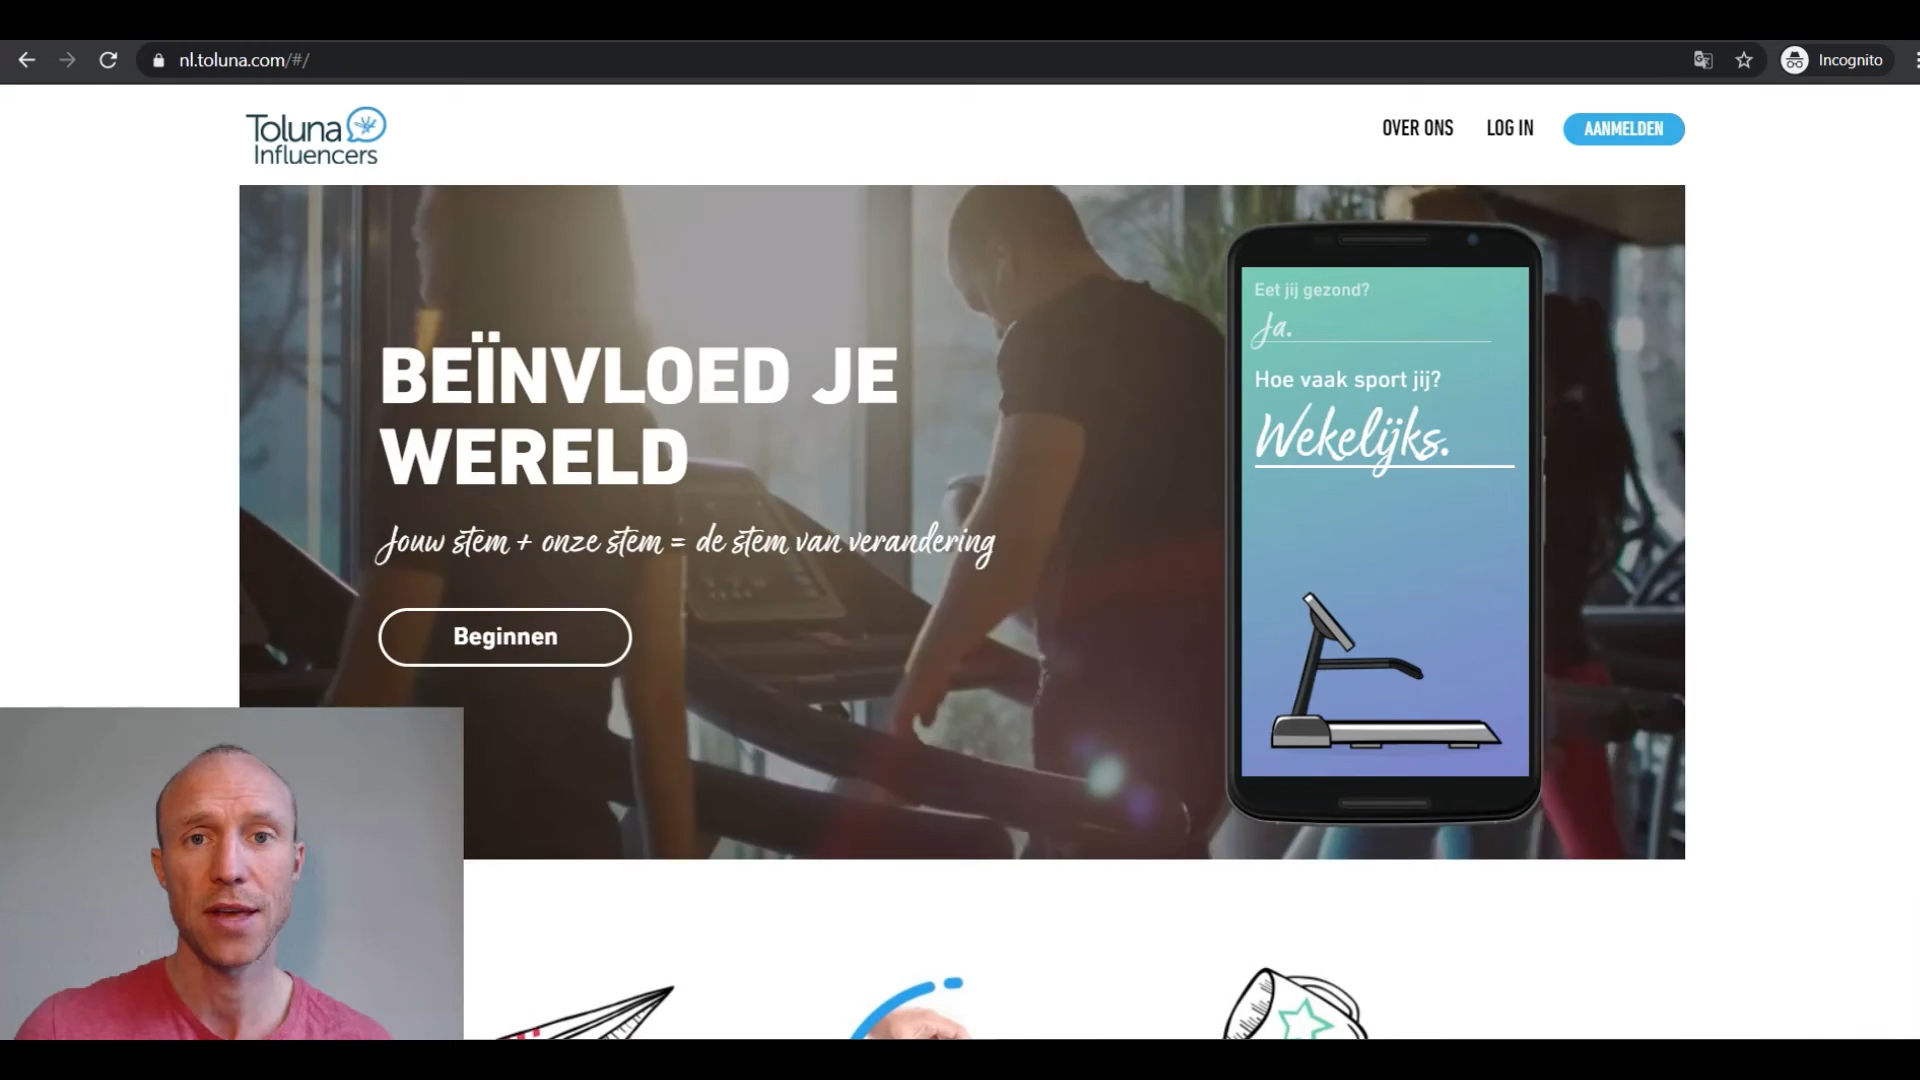 nl.toluna.com/#/
Incognito
Toluna
Influencers
OVER ONS
LOG IN
AANMELDEN
BEÏNVLOED JE
WERELD
Jouw stem + onze stem = de stem van verandering
Beginnen
Eet jij gezond?
Ja.
Hoe vaak sport jij?
Wekelijks.